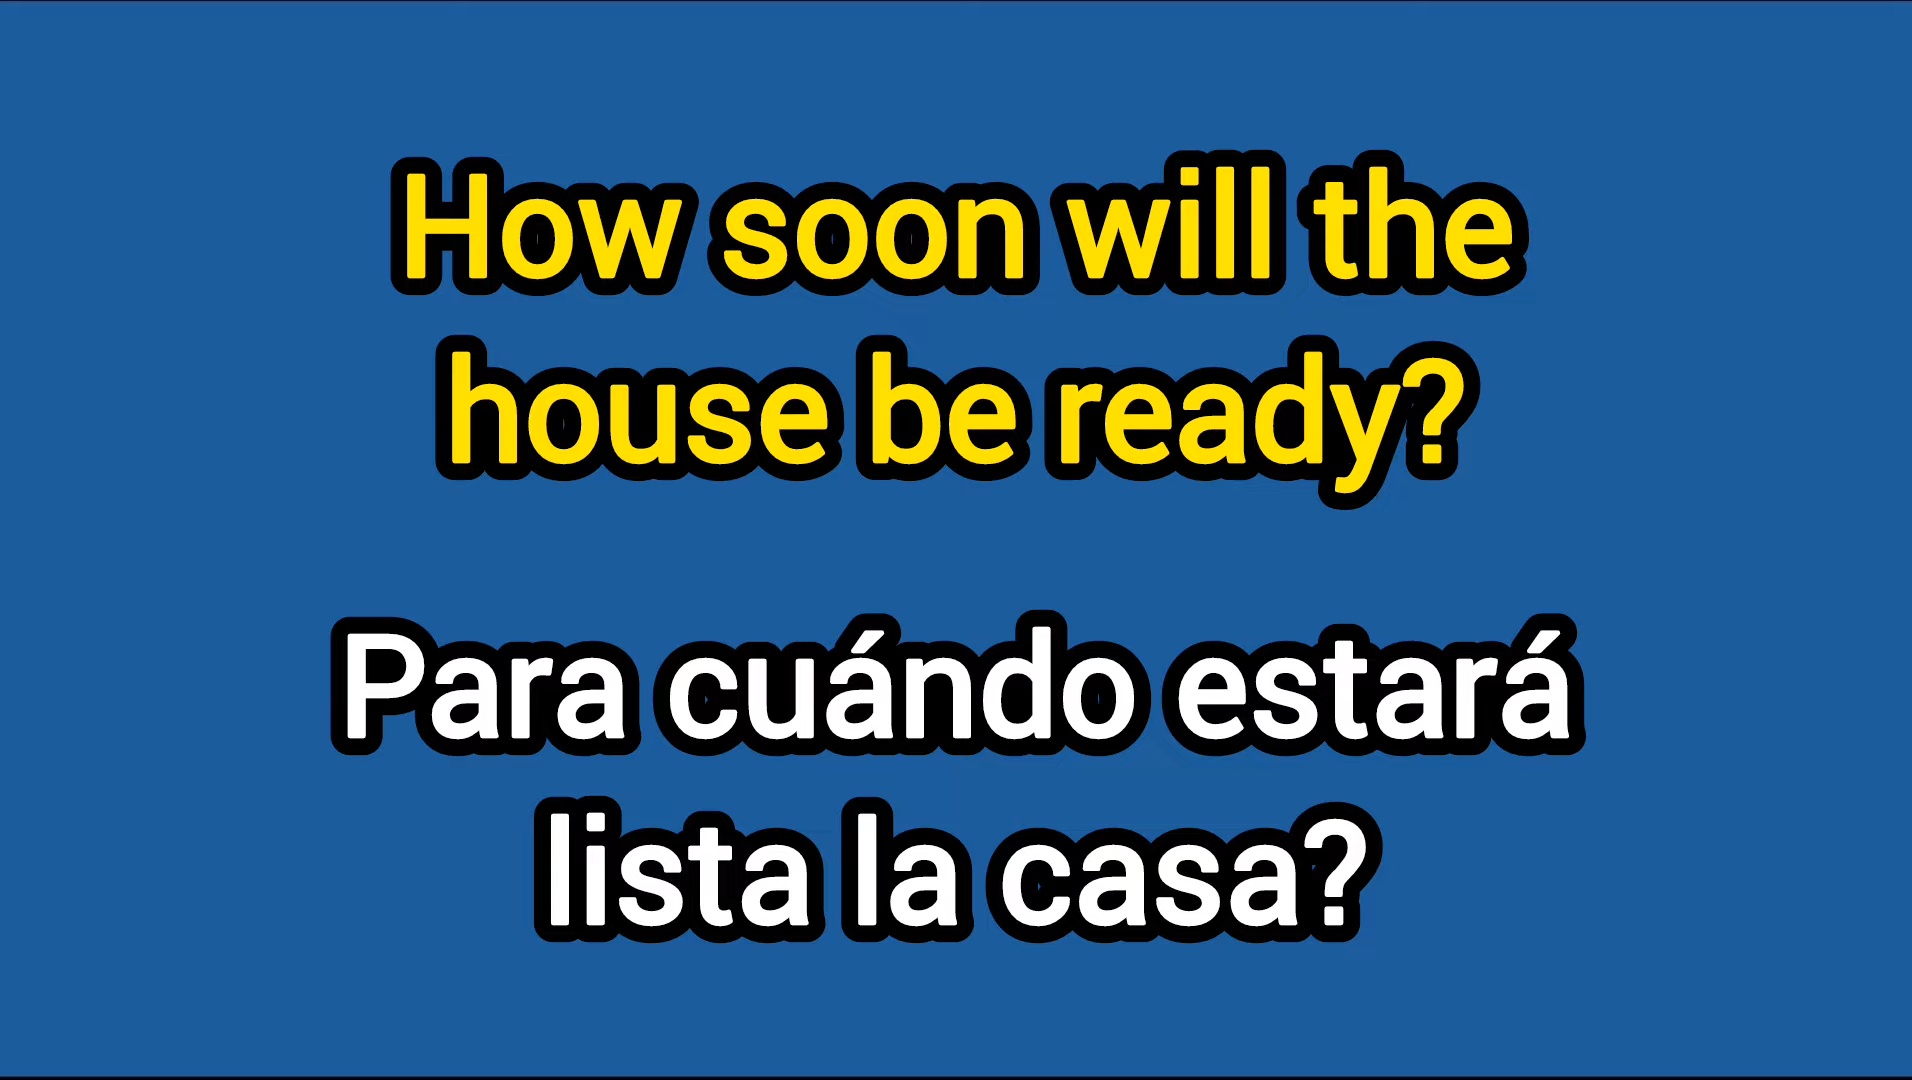 How soon will the
house be ready?
Para cuándo estará
lista la casa?